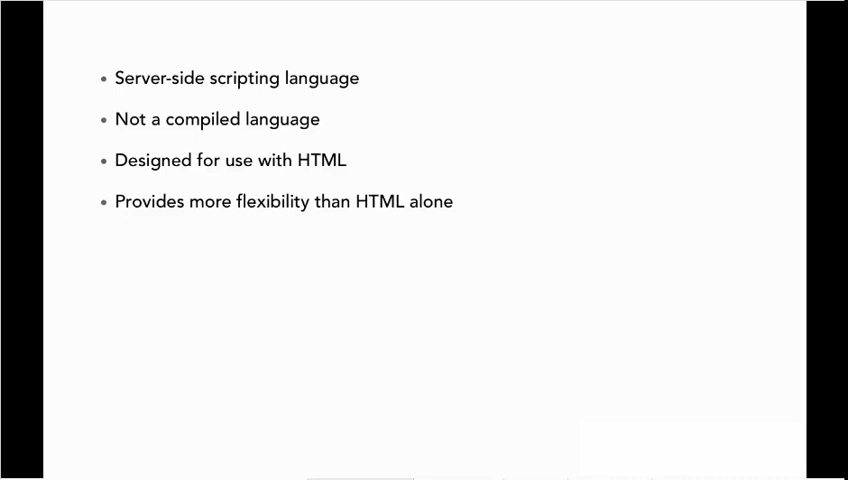 • Server-side scripting language
• Not a compiled language
• Designed for use with HTML
• Provides more flexibility than HTML alone